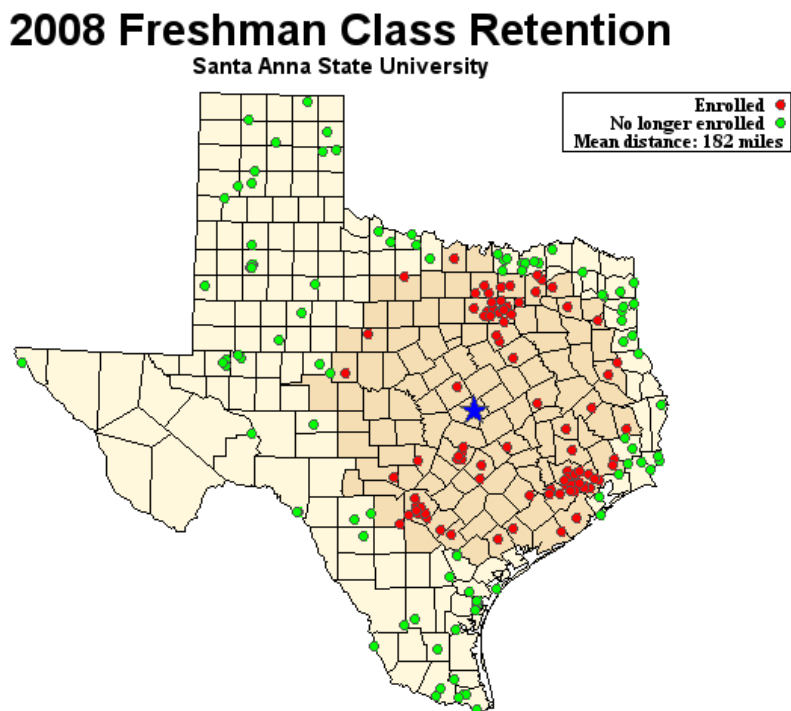 2008 Freshman Class Retention
Santa Anna State University
Enrolled
No longer enrolled
Mean distance: 182 miles